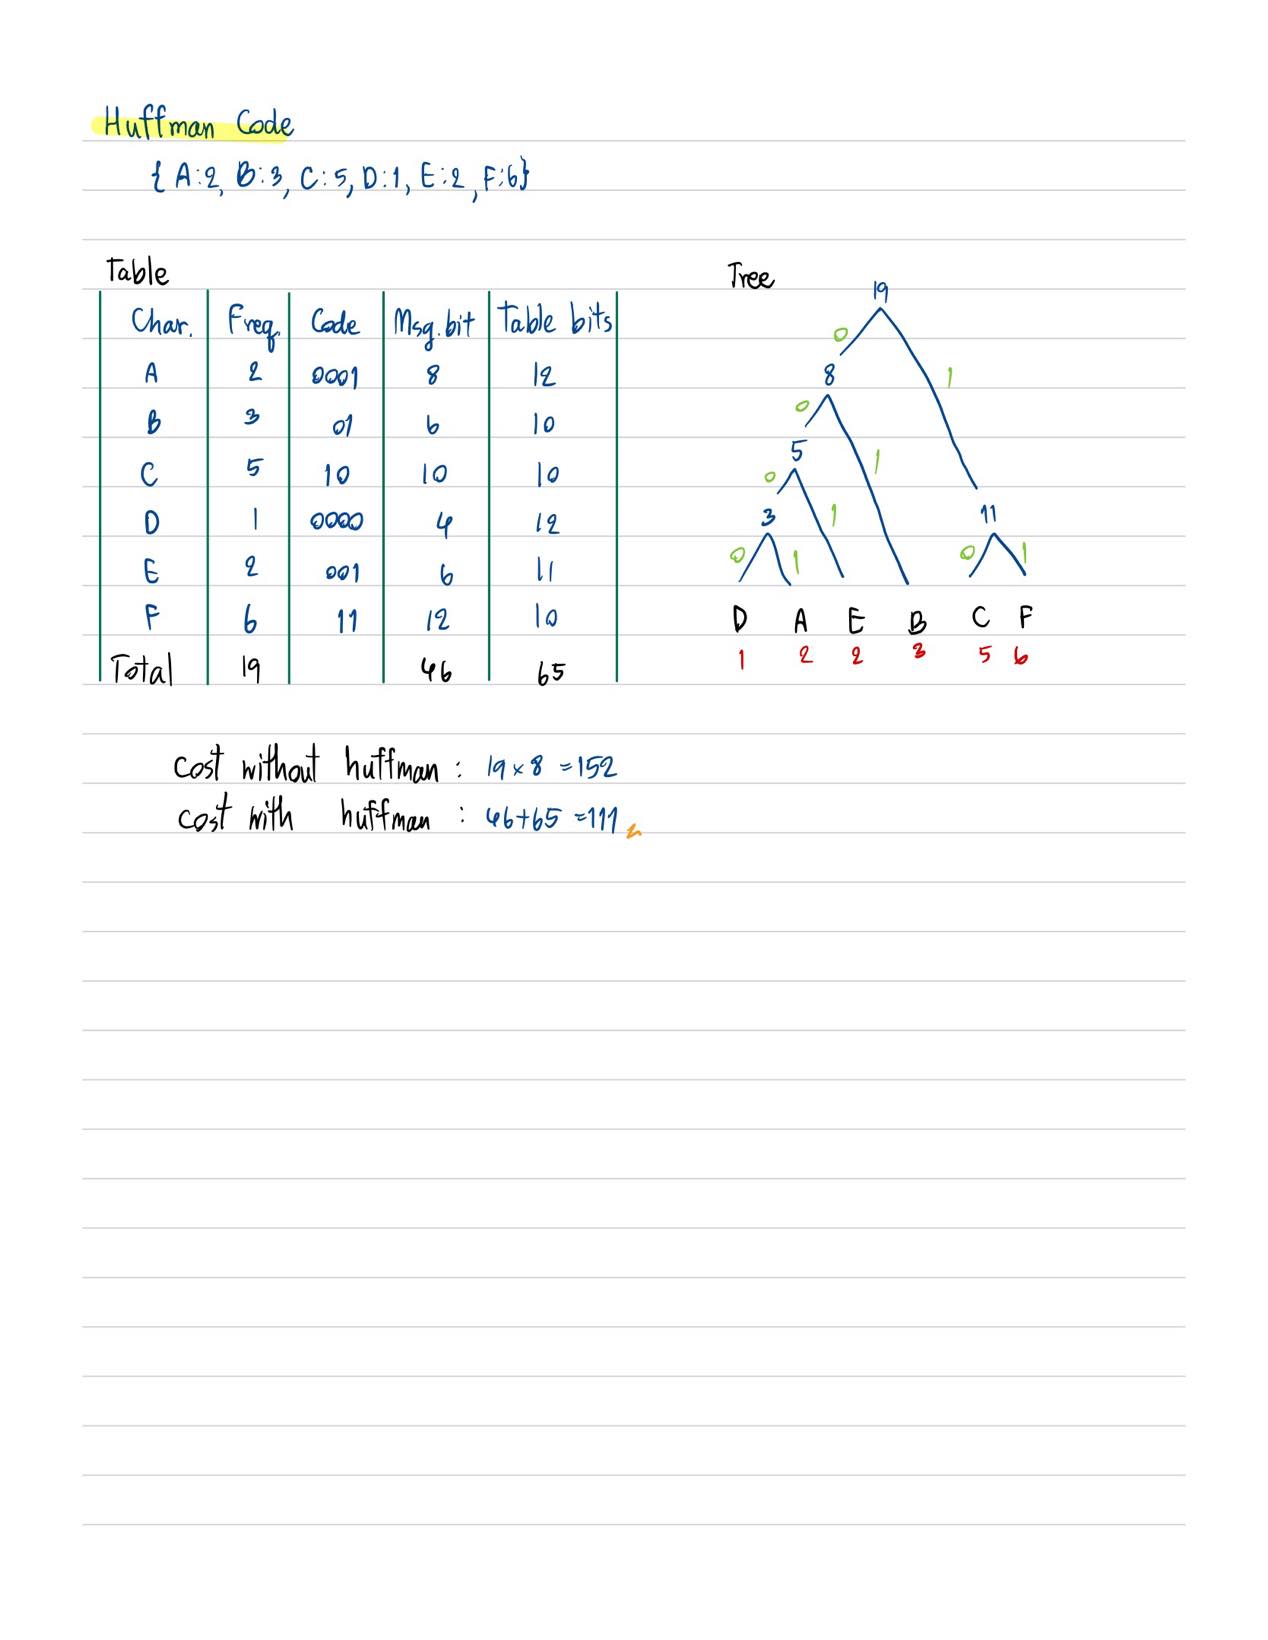 Huffman Code
{ A:2, B:3, C:5, D:1, E:2, F:6}
Table
Char. Freq. Code Msg.bit Table bits
A 2 0001 8 12
B 3 01 6 10
C 5 10 10 10
D 1 0000 4 12
E 2 001 6 11
F 6 11 12 10
Total 19 46 65
Tree
19
0 1
8
0 1
5
0 1
3 11
0 1 0 1
D A E B C F
1 2 2 3 5 6
cost without huffman : 19 × 8 = 152
cost with huffman : 46+65 = 111